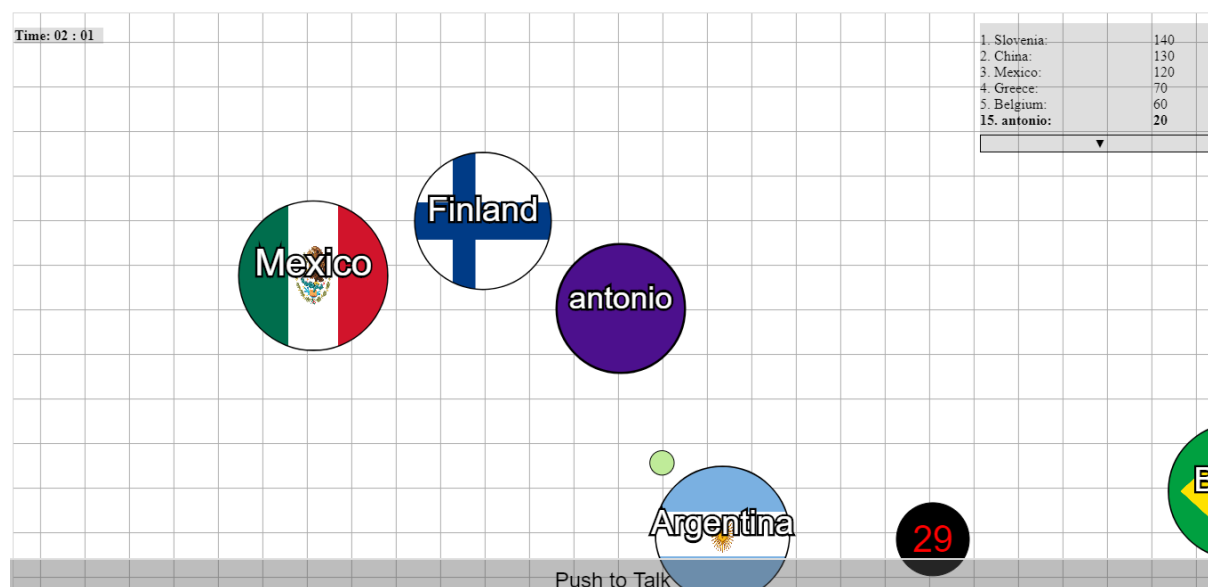 Time: 02 : 01
1. Slovenia: 140
2. China: 130
3. Mexico: 120
4. Greece: 70
5. Belgium: 60
15. antonio: 20
▼
Finland
Mexico
antonio
Argentina
29
Push to Talk